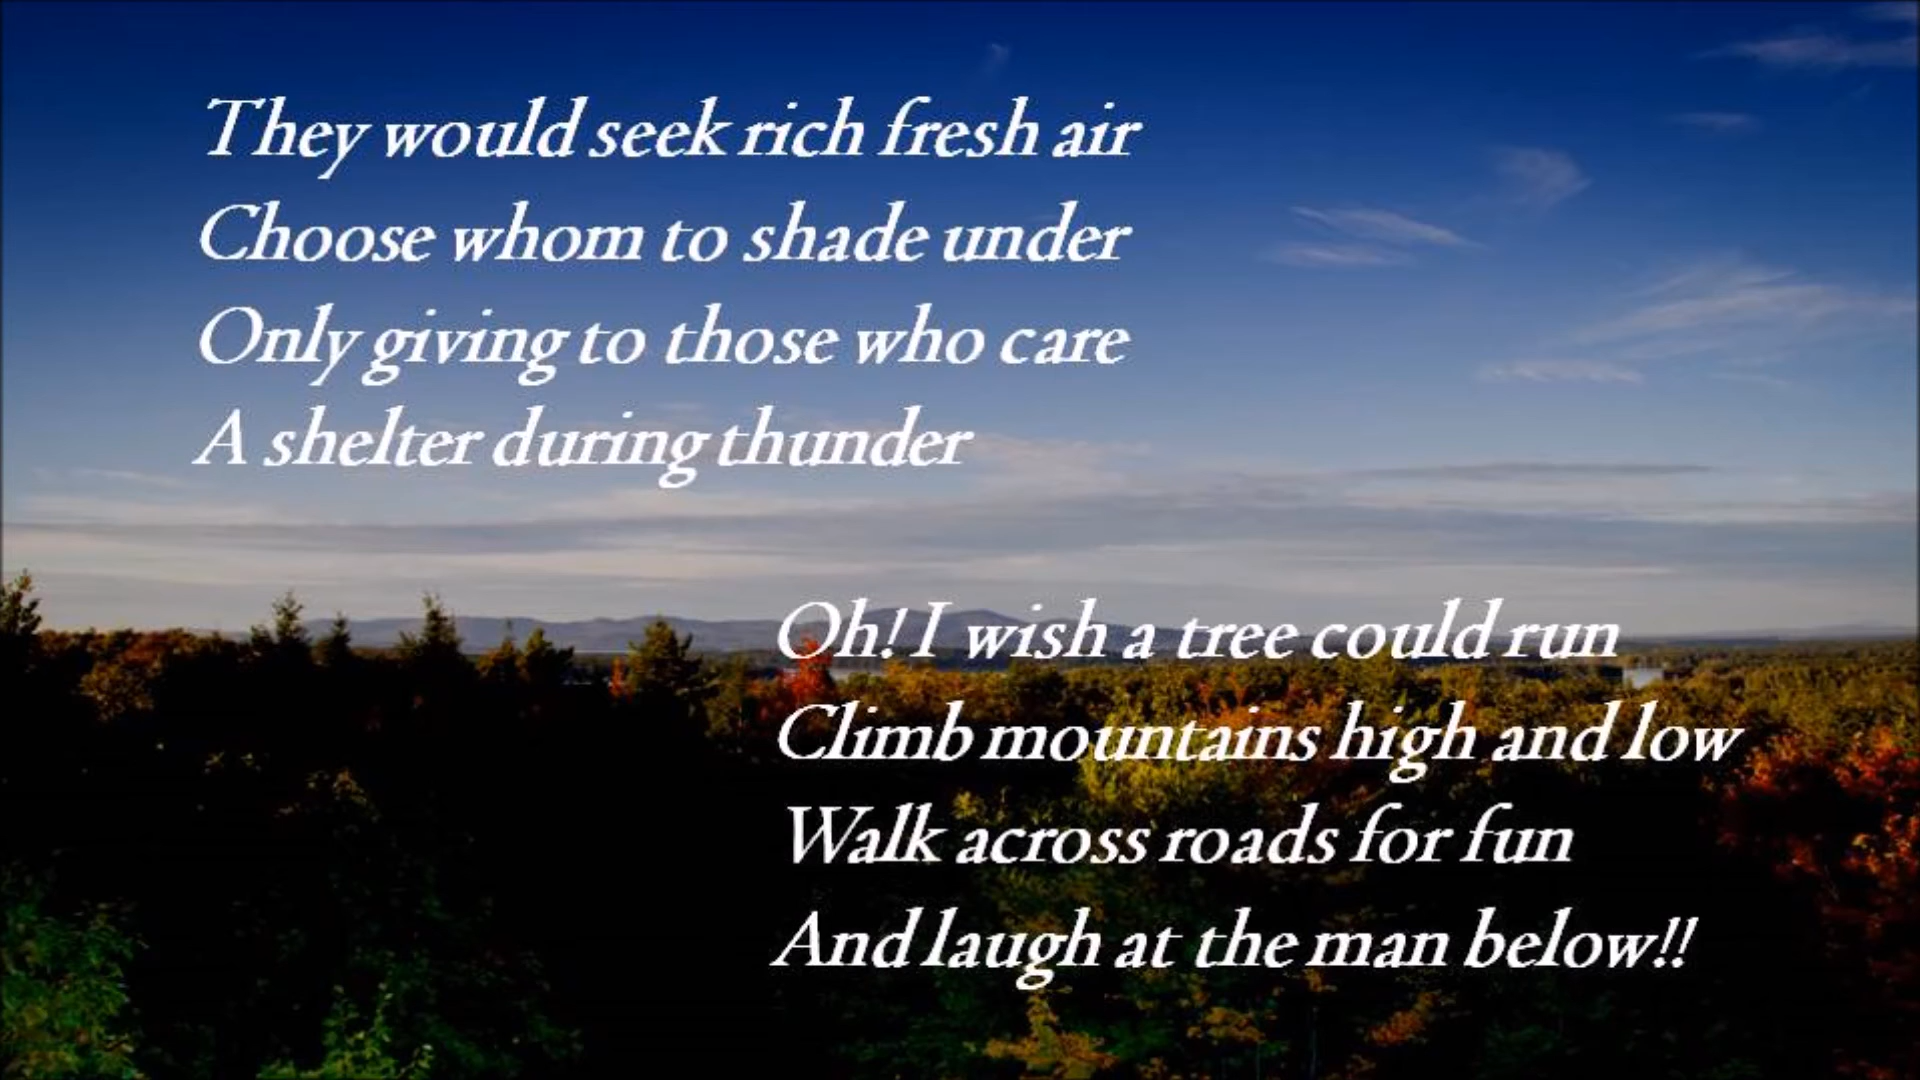 They would seek rich fresh air
Choose whom to shade under
Only giving to those who care
A shelter during thunder
Oh! I wish a tree could run
Climb mountains high and low
Walk across roads for fun
And laugh at the man below!!